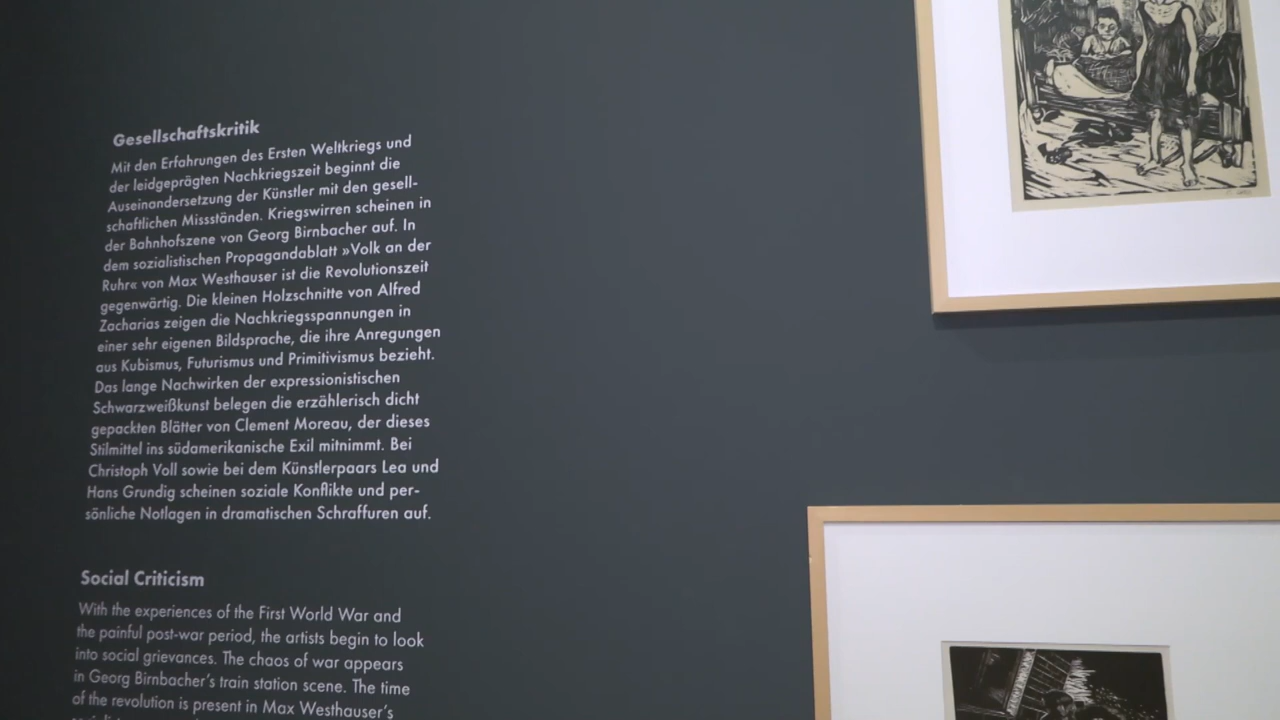 Gesellschaftskritik
Mit den Erfahrungen des Ersten Weltkriegs und
der leidgeprägten Nachkriegszeit beginnt die
Auseinandersetzung der Künstler mit den gesell-
schaftlichen Missständen. Kriegswirren scheinen in
der Bahnhofszene von Georg Birnbacher auf. In
dem sozialistischen Propagandablatt »Volk an der
Ruhr« von Max Westhauser ist die Revolutionszeit
gegenwärtig. Die kleinen Holzschnitte von Alfred
Zacharias zeigen die Nachkriegsspannungen in
einer sehr eigenen Bildsprache, die ihre Anregungen
aus Kubismus, Futurismus und Primitivismus bezieht.
Das lange Nachwirken der expressionistischen
Schwarzweißkunst belegen die erzählerisch dicht
gepackten Blätter von Clement Moreau, der dieses
Stilmittel ins südamerikanische Exil mitnimmt. Bei
Christoph Voll sowie bei dem Künstlerpaars Lea und
Hans Grundig scheinen soziale Konflikte und per-
sönliche Notlagen in dramatischen Schraffuren auf.
Social Criticism
With the experiences of the First World War and
the painful post-war period, the artists begin to look
into social grievances. The chaos of war appears
in Georg Birnbacher's train station scene. The time
of the revolution is present in Max Westhauser's